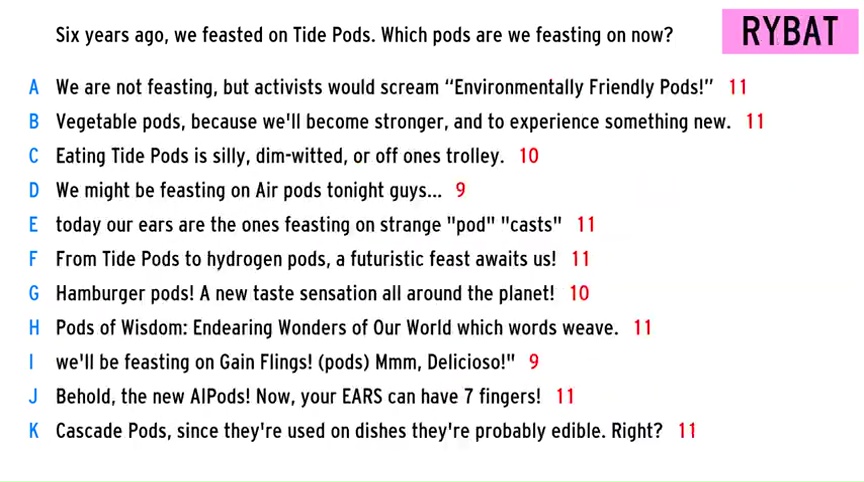 Six years ago, we feasted on Tide Pods. Which pods are we feasting on now?
RYBAT
A We are not feasting, but activists would scream “Environmentally Friendly Pods!” 11
B Vegetable pods, because we'll become stronger, and to experience something new. 11
C Eating Tide Pods is silly, dim-witted, or off ones trolley. 10
D We might be feasting on Air pods tonight guys... 9
E today our ears are the ones feasting on strange "pod" "casts" 11
F From Tide Pods to hydrogen pods, a futuristic feast awaits us! 11
G Hamburger pods! A new taste sensation all around the planet! 10
H Pods of Wisdom: Endearing Wonders of Our World which words weave. 11
I we'll be feasting on Gain Flings! (pods) Mmm, Delicioso!" 9
J Behold, the new AIPods! Now, your EARS can have 7 fingers! 11
K Cascade Pods, since they're used on dishes they're probably edible. Right? 11